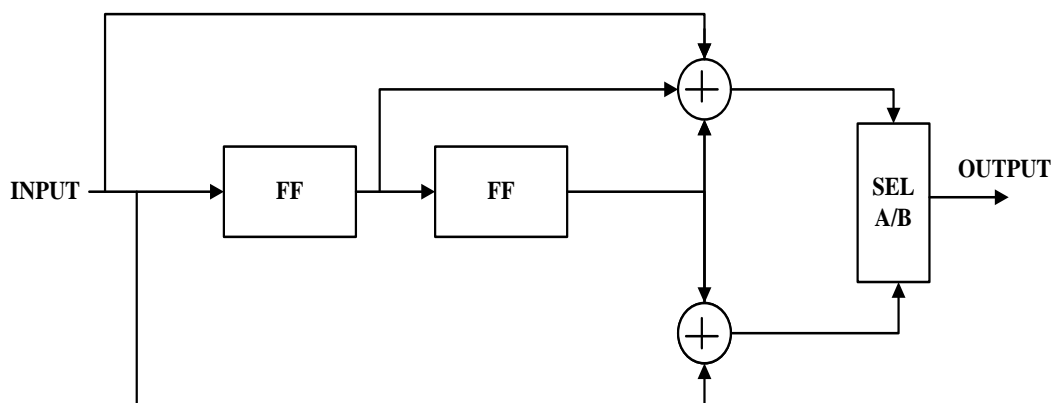 INPUT
FF
FF
SEL
A/B
OUTPUT